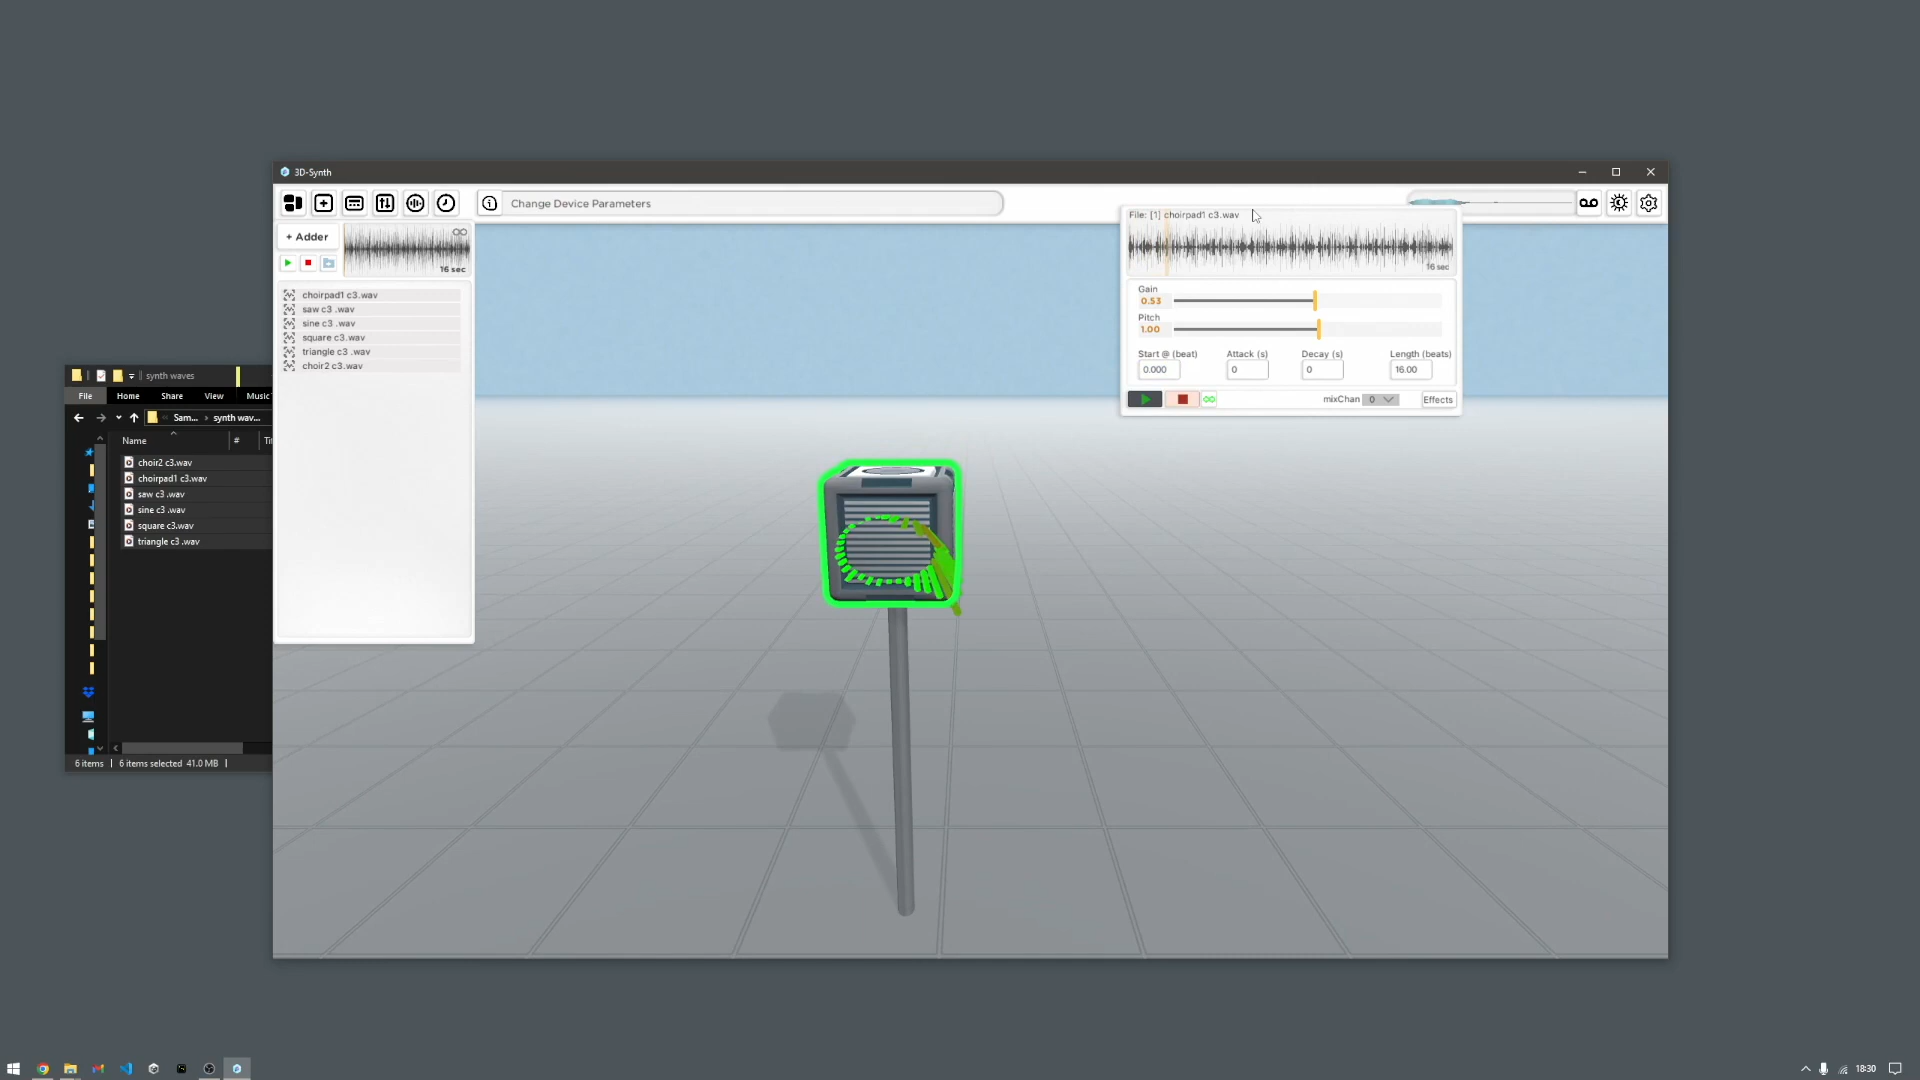 3D-Synth
Change Device Parameters
+ Adder
16 sec
choirpad1 c3.wav
saw c3 .wav
sine c3 .wav
square c3.wav
triangle c3 .wav
choir2 c3.wav
File: [1] choirpad1 c3.wav
16 sec
Gain
0.53
Pitch
1.00
Start @ (beat)
Attack (s)
Decay (s)
Length (beats)
0.000
0
0
16.00
mixChan
0
Effects
synth waves
File
Home
Share
View
Music
Sam...
synth wav...
Name
#
choir2 c3.wav
choirpad1 c3.wav
saw c3 .wav
sine c3 .wav
square c3.wav
triangle c3 .wav
6 items
6 items selected 41.0 MB
18:30